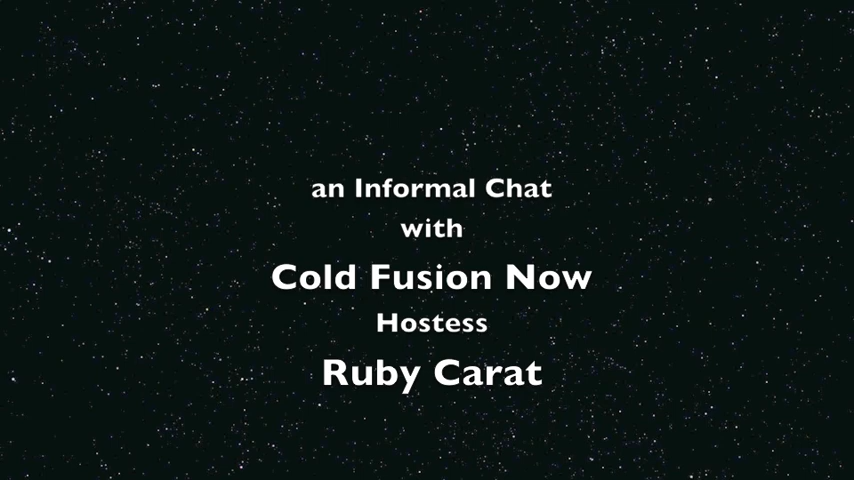 an Informal Chat
with
Cold Fusion Now
Hostess
Ruby Carat